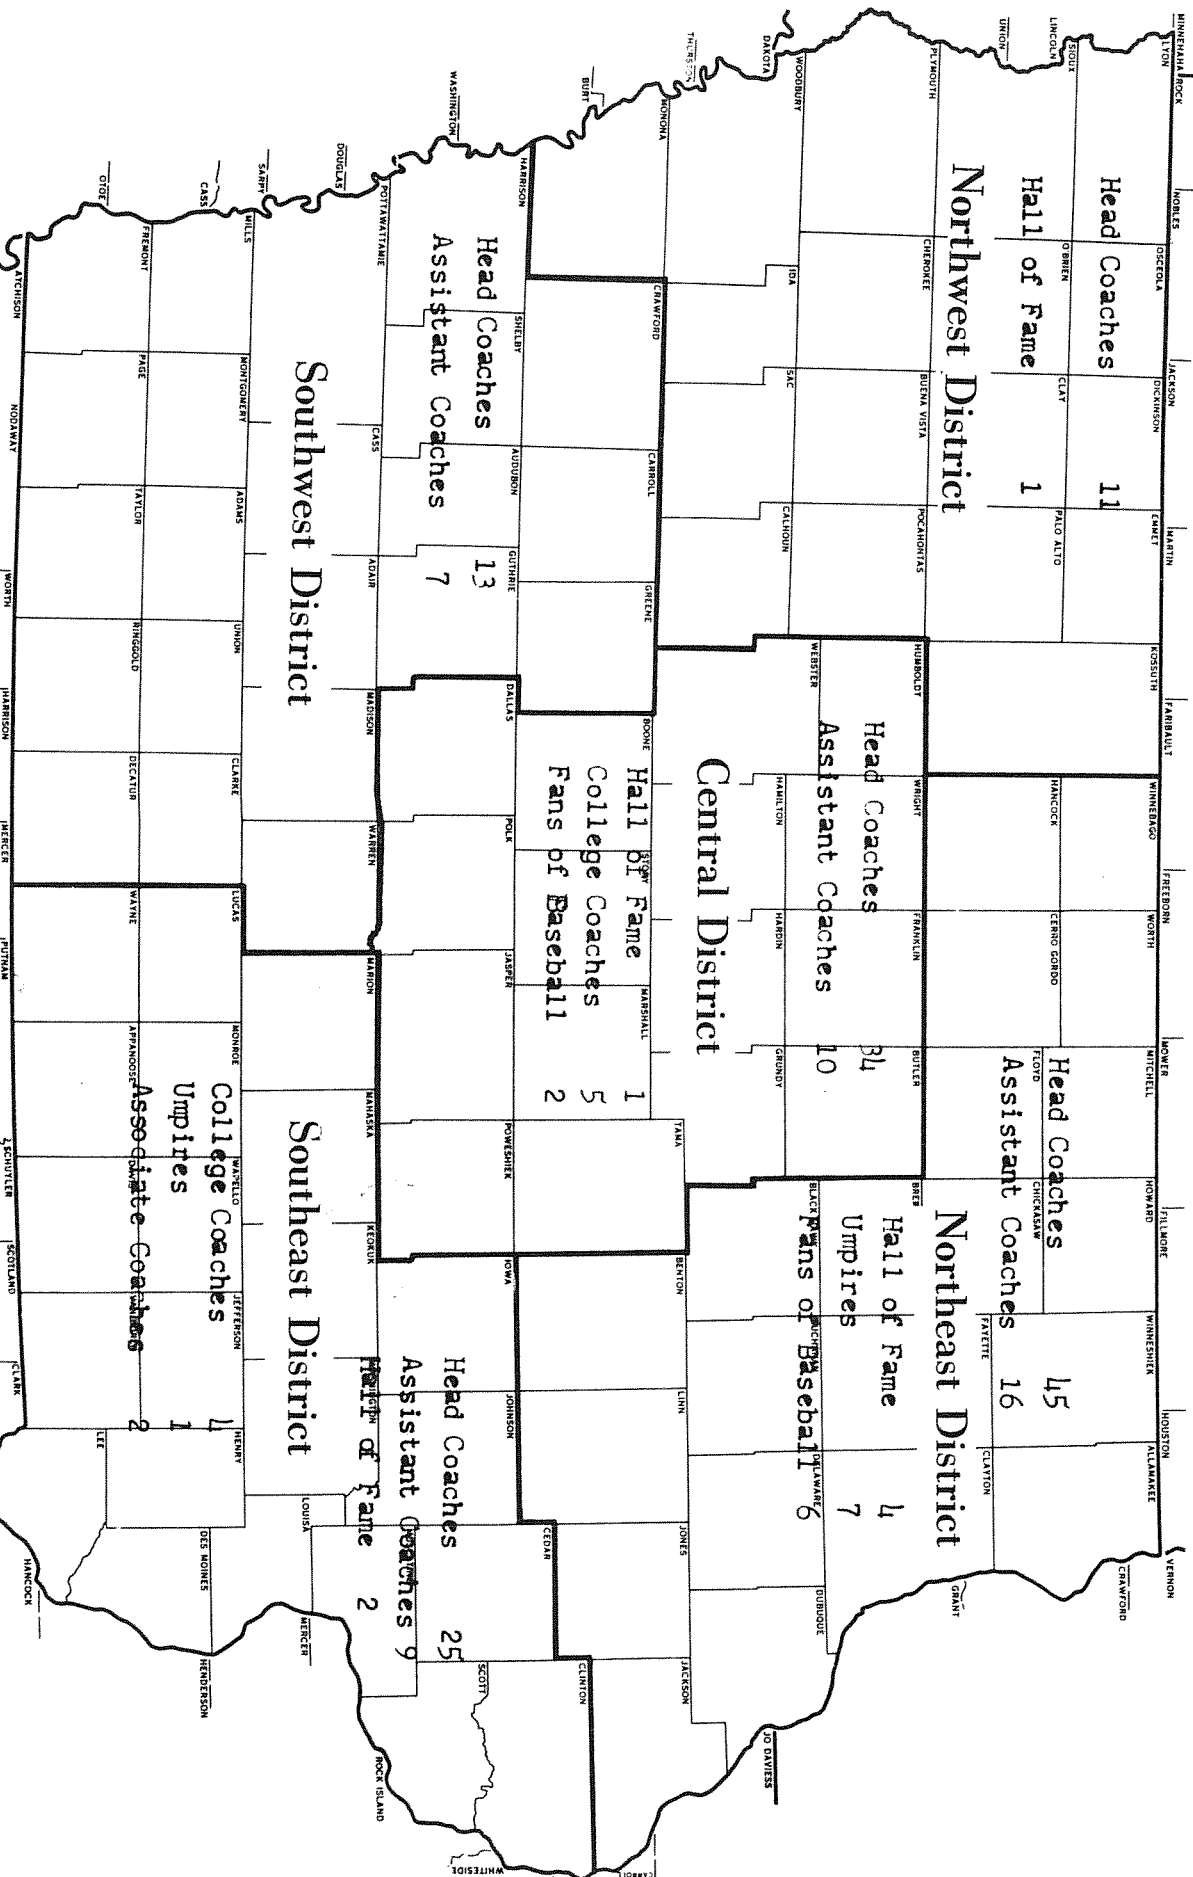 MINNEHAHA ROCK NOBLES JACKSON MARTIN FARIBAULT FREEBORN MOWER FILLMORE HOUSTON VERNON
LYON OSCEOLA DICKINSON EMMET KOSSUTH WINNEBAGO WORTH MITCHELL HOWARD WINNESHIEK ALLAMAKEE
CRAWFORD
LINCOLN SIOUX O'BRIEN CLAY PALO ALTO HANCOCK CERRO GORDO FLOYD CHICKASAW
UNION FAYETTE CLAYTON GRANT
Head Coaches 11
Hall of Fame 1
Northwest District
Head Coaches 45
Assistant Coaches 16
Northeast District
Hall of Fame 4
Umpires 7
Fans of Baseball 6
PLYMOUTH CHEROKEE BUENA VISTA POCAHONTAS HUMBOLDT WRIGHT FRANKLIN BUTLER
WEBSTER DELAWARE DUBUQUE
DAKOTA WOODBURY IDA SAC CALHOUN HAMILTON HARDIN GRUNDY JO DAVIESS
Head Coaches 34
Assistant Coaches 10
Central District
Hall of Fame 1
College Coaches 5
Fans of Baseball 2
THURSTON MONONA CRAWFORD CARROLL GREENE BOONE STORY MARSHALL TAMA BENTON LINN JONES JACKSON
BURT CEDAR CLINTON
HARRISON SHELBY AUDUBON GUTHRIE DALLAS POLK JASPER POWESHIEK IOWA JOHNSON SCOTT WHITESIDE
WASHINGTON
Head Coaches 13
Assistant Coaches 7
Southwest District
Head Coaches 25
Assistant Coaches 9
Hall of Fame 2
Southeast District
College Coaches 4
Umpires 1
Associate Coaches 2
DOUGLAS POTTAWATTAMIE CASS ADAIR MADISON WARREN MARION MAHASKA KEOKUK ROCK ISLAND
SARPY LOUISA MERCER
MILLS MONTGOMERY ADAMS UNION CLARKE LUCAS MONROE WAPELLO JEFFERSON HENRY DES MOINES HENDERSON
CASS
FREMONT PAGE TAYLOR RINGGOLD DECATUR WAYNE APPANOOSE LEE
OTOE
ATCHISON NODAWAY WORTH HARRISON MERCER PUTNAM SCHUYLER SCOTLAND CLARK HANCOCK